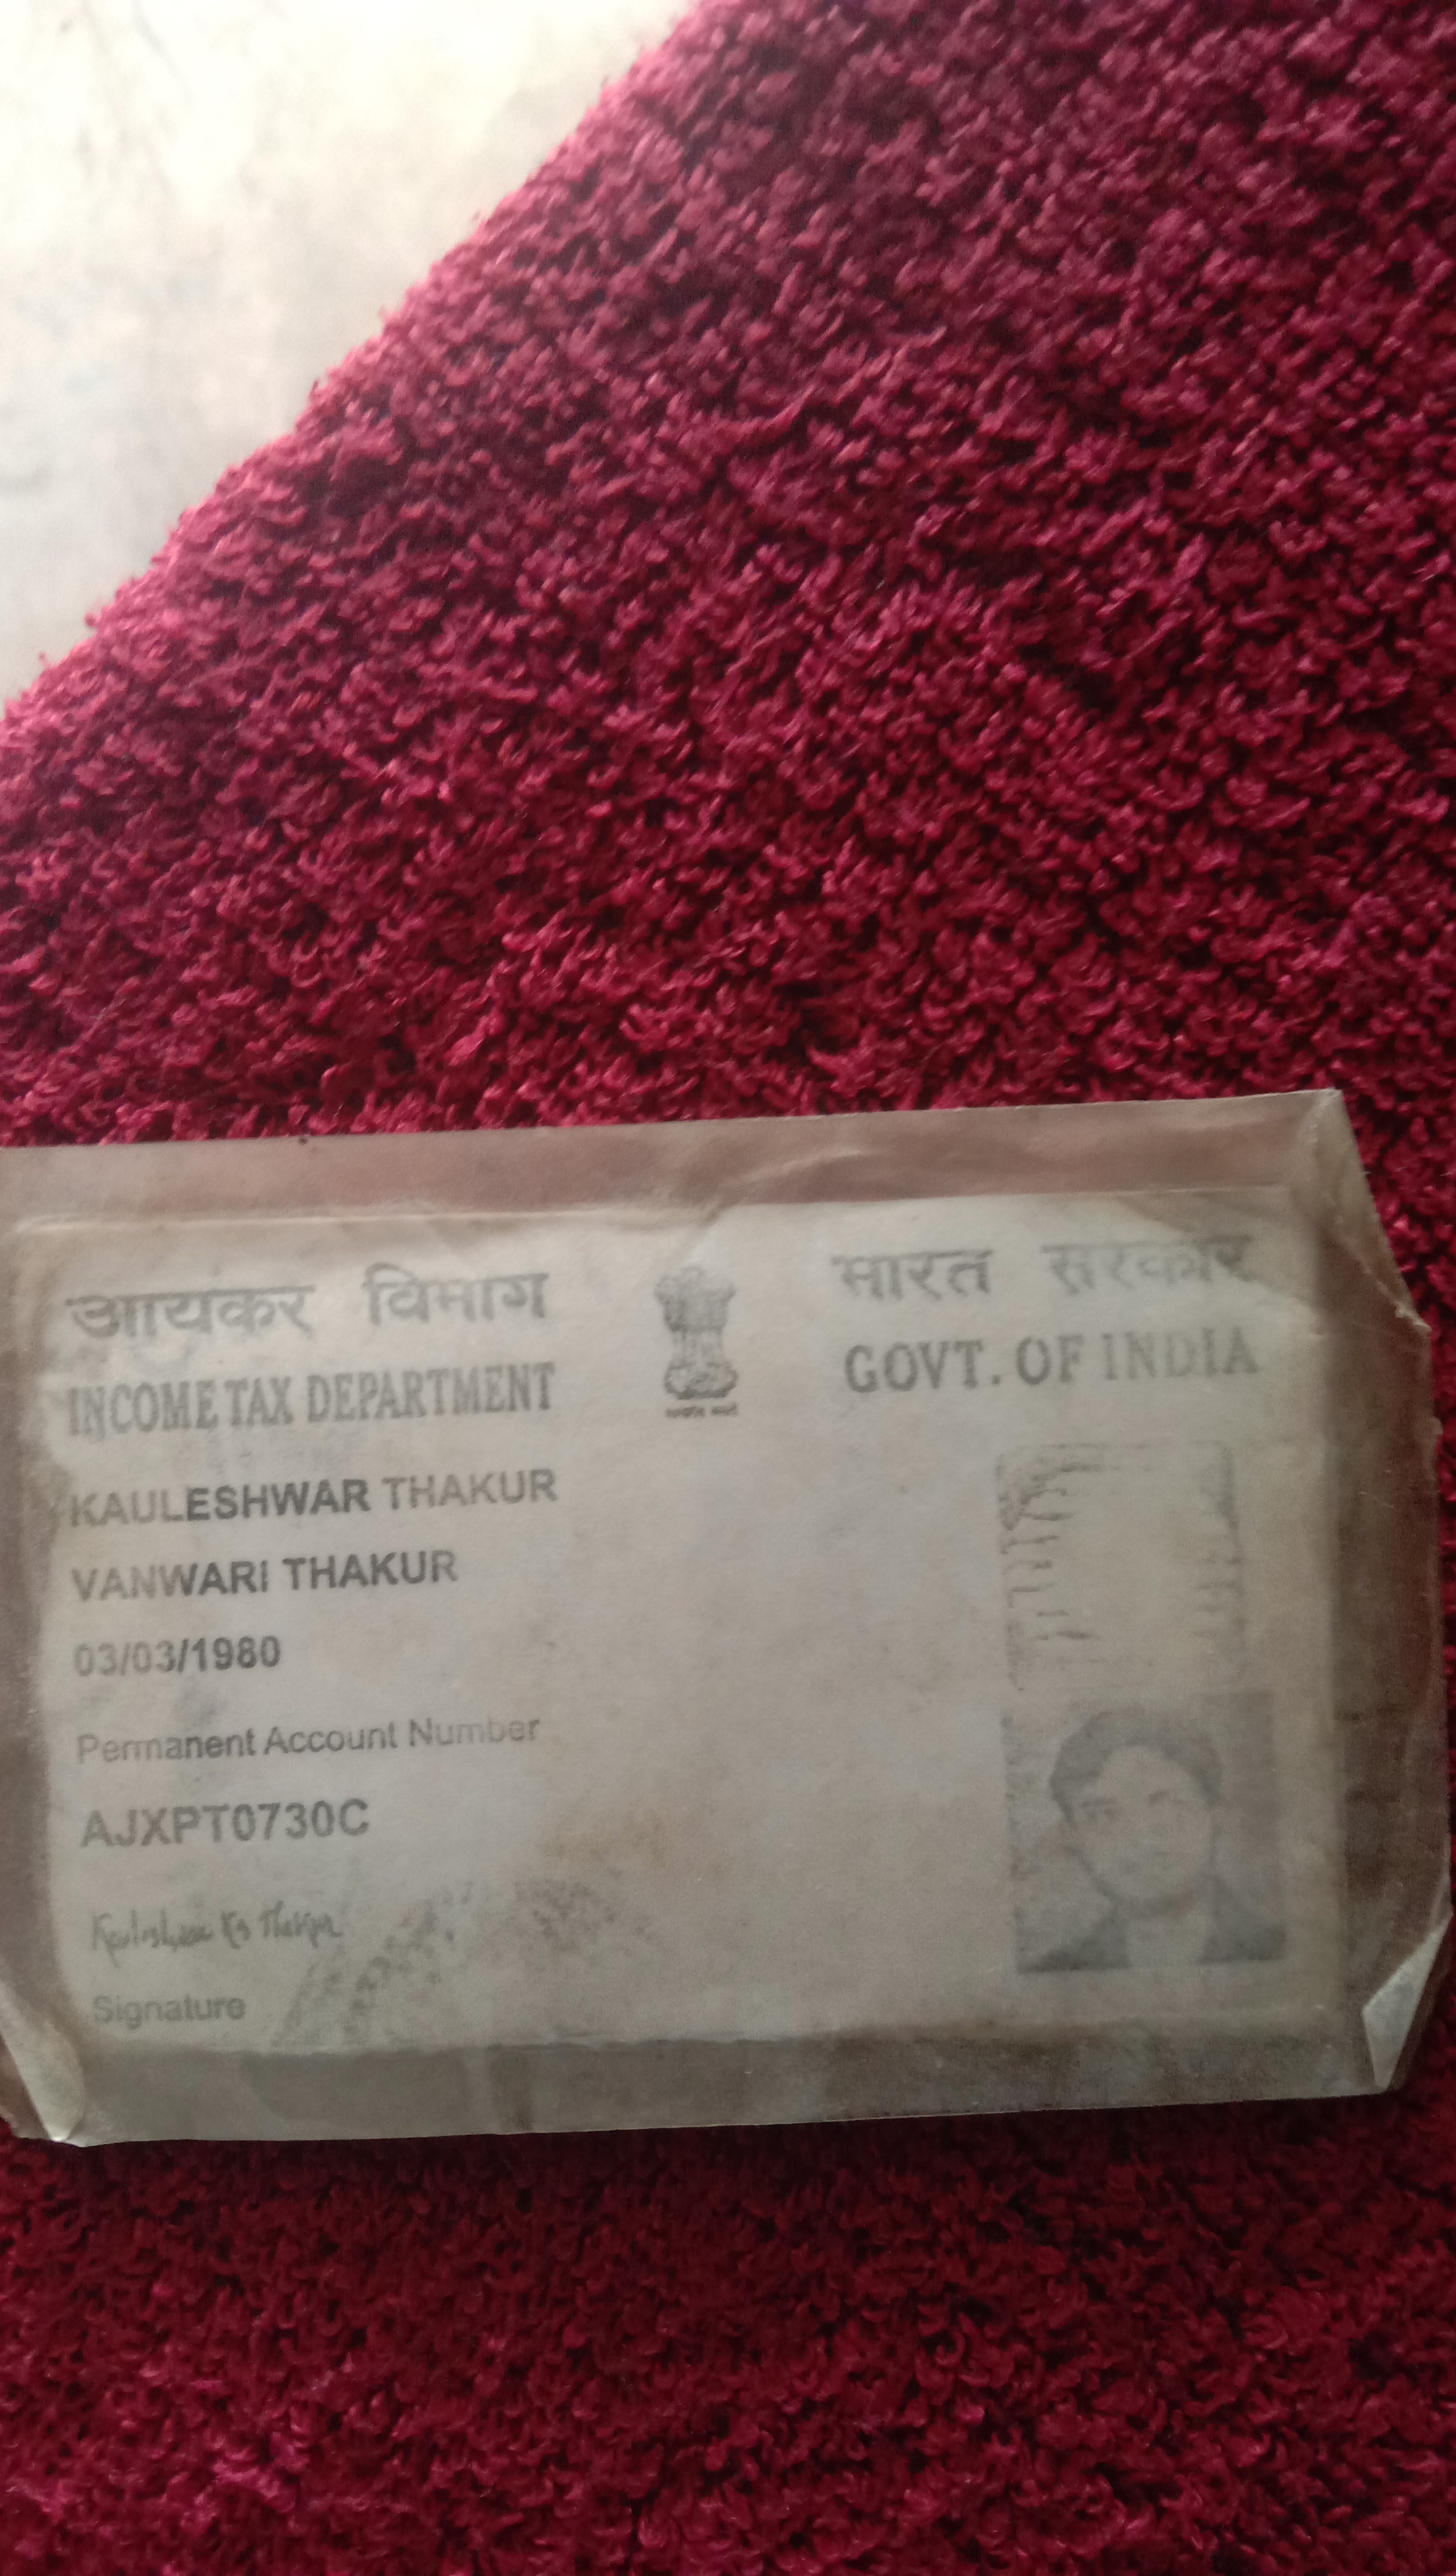 आयकर विभाग
INCOME TAX DEPARTMENT
भारत सरकार
GOVT. OF INDIA
KAULESHWAR THAKUR
VANWARI THAKUR
03/03/1980
Permanent Account Number
AJXPT0730C
Signature